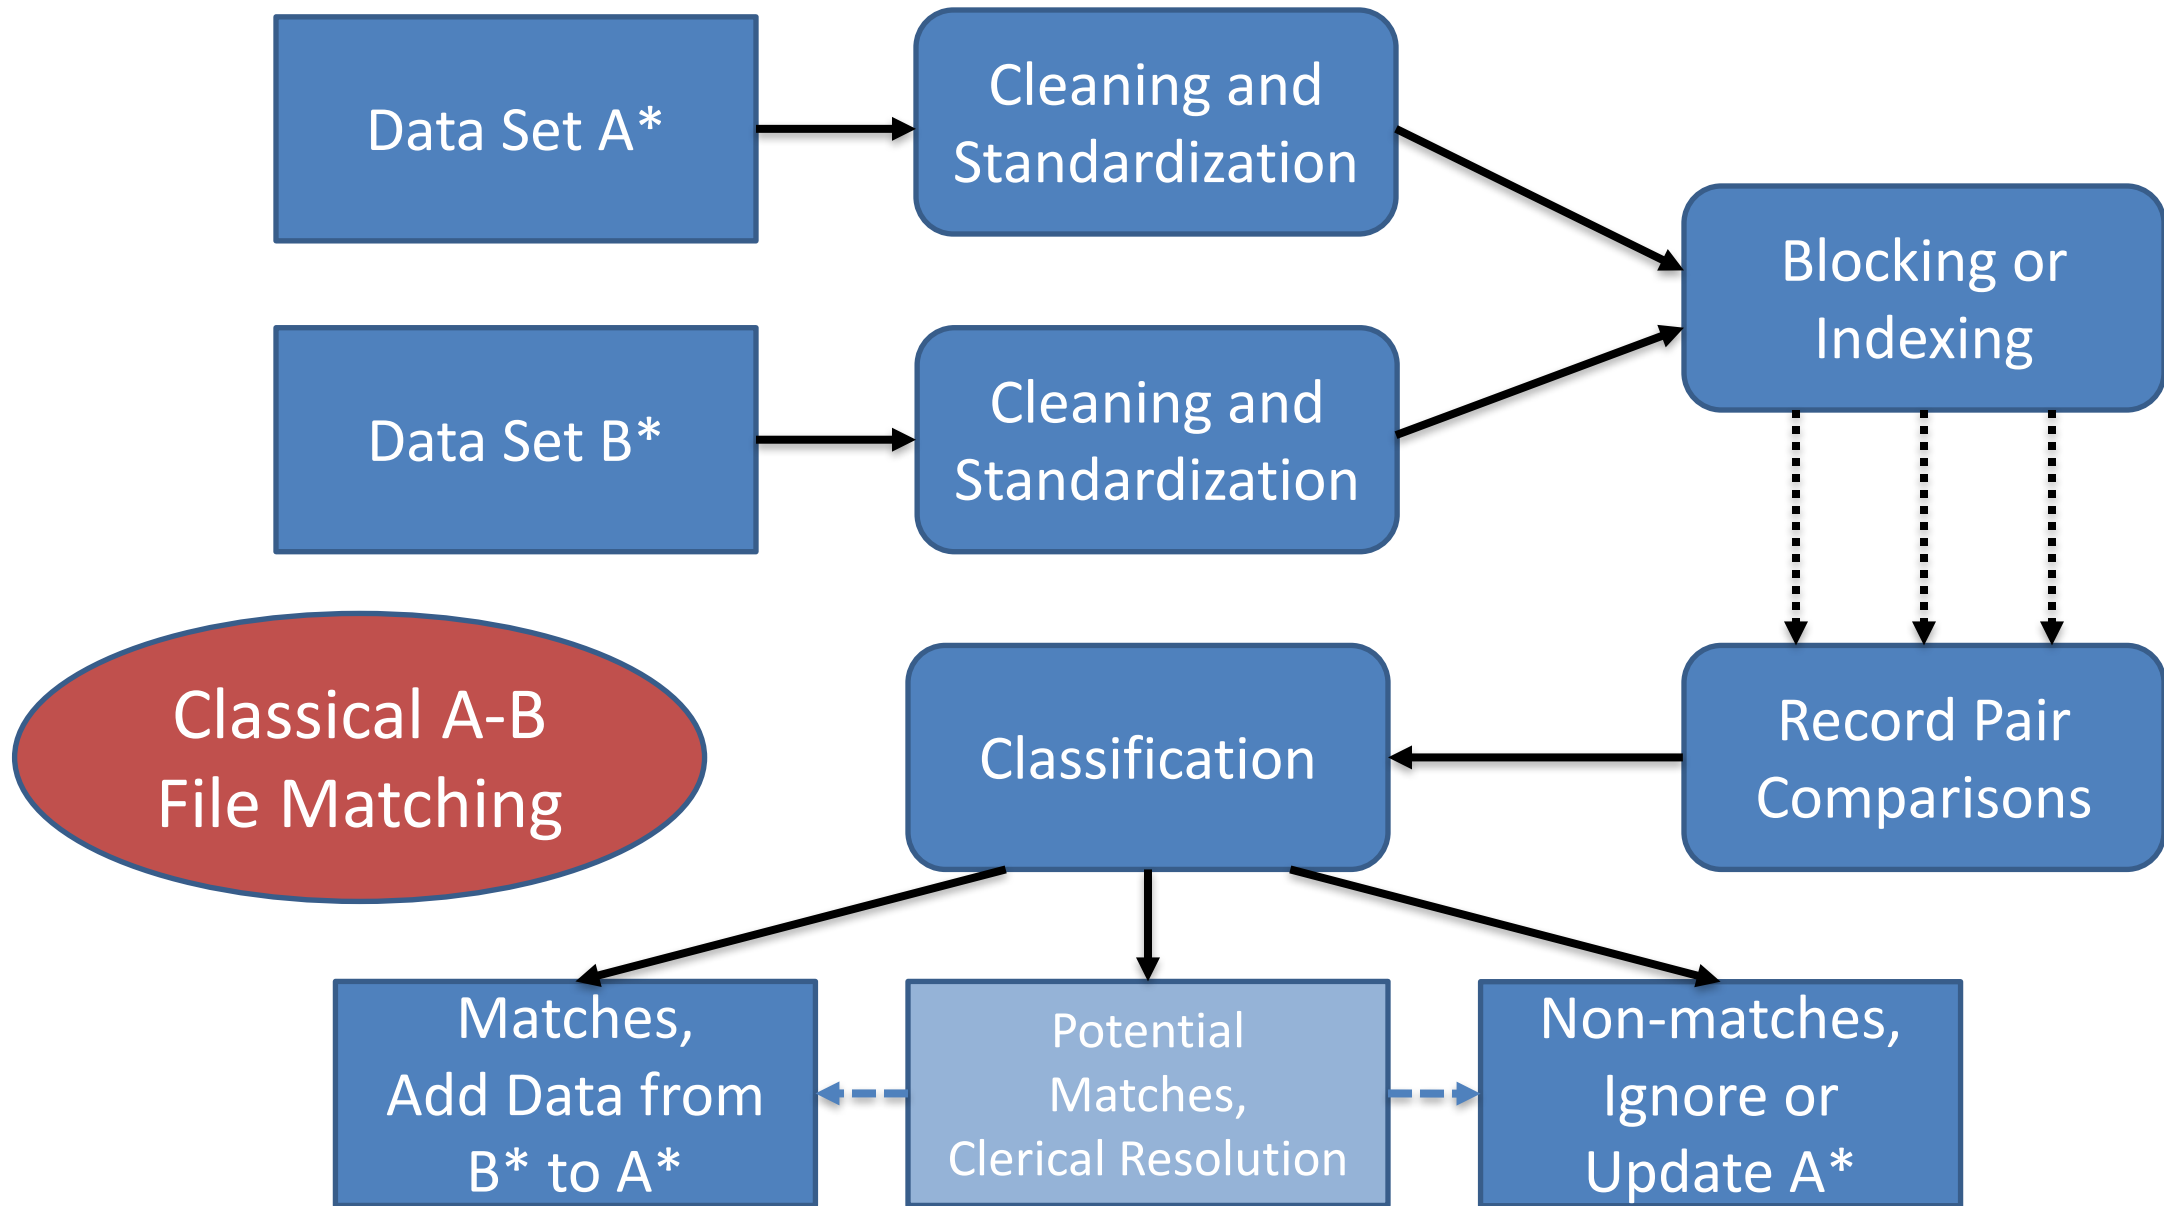 Data Set A*
Cleaning and
Standardization
Data Set B*
Cleaning and
Standardization
Blocking or
Indexing
Classical A-B
File Matching
Classification
Record Pair
Comparisons
Matches,
Add Data from
B* to A*
Potential
Matches,
Clerical Resolution
Non-matches,
Ignore or
Update A*